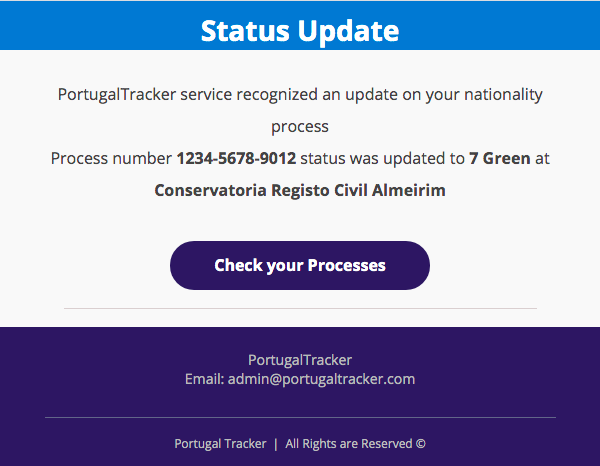 Status Update
PortugalTracker service recognized an update on your nationality
process
Process number 1234-5678-9012 status was updated to 7 Green at
Conservatoria Registo Civil Almeirim
Check your Processes
PortugalTracker
Email: admin@portugaltracker.com
Portugal Tracker | All Rights are Reserved ©